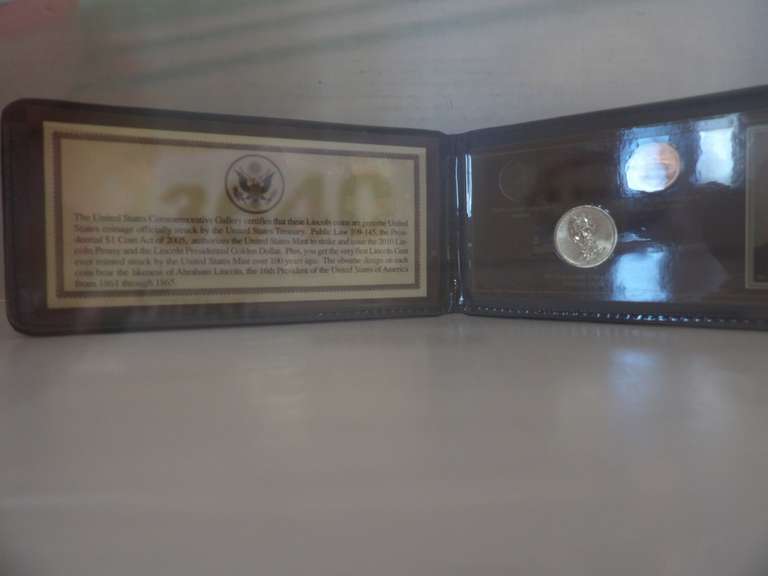 The United States Commemorative Gallery certifies that these Lincoln coins are genuine United
States coinage officially struck by the United States Treasury. Public Law 109-145, the Presi-
dential $1 Coin Act of 2005, authorizes the United States Mint to strike and issue the 2010 Lin-
coln Penny and the Lincoln Presidential Golden Dollar. Plus, you get the very first Lincoln Cent
ever minted struck by the United States Mint over 100 years ago. The obverse design on each
coin bear the likeness of Abraham Lincoln, the 16th President of the United States of America
from 1861 through 1865.